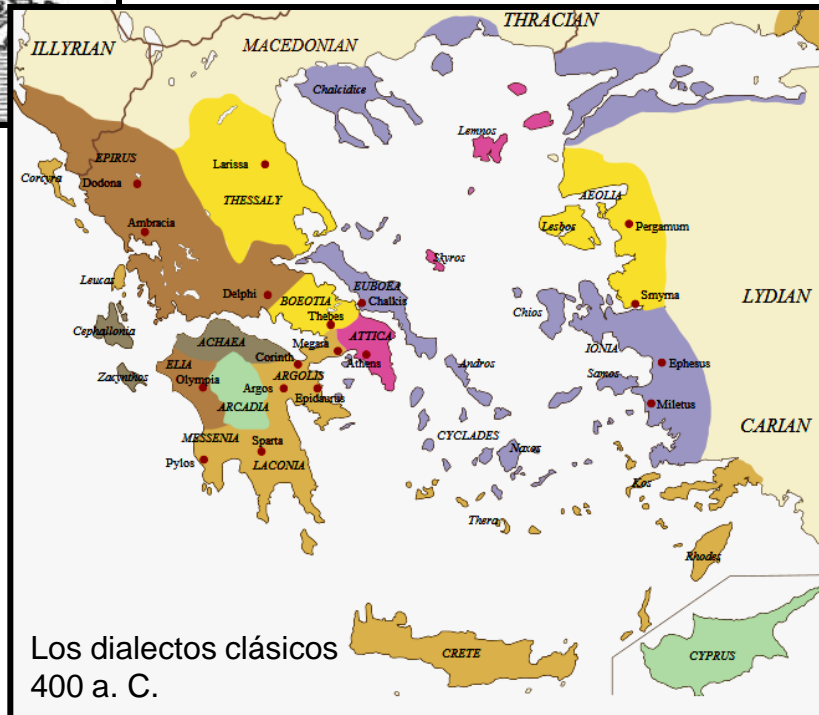 THRACIAN
ILLYRIAN
MACEDONIAN
Chalcidice
Lemnos
EPIRUS
Larissa
Corcyra
Dodona
THESSALY
AEOLIA
Ambracia
Lesbos
Pergamum
Skyros
Leucas
Delphi
EUBOEA
BOEOTIA
Chalkis
LYDIAN
Smyrna
Chios
Thebes
Cephallonia
ACHAEA
ATTICA
Megara
IONIA
Corinth
Athens
Andros
Ephesus
ELIA
Zacynthos
ARGOLIS
Samos
Olympia
Argos
Epidaurus
Miletus
ARCADIA
CARIAN
MESSENIA
Sparta
CYCLADES
Naxos
Pylos
LACONIA
Kos
Thera
Rhodes
Los dialectos clásicos
400 a. C.
CRETE
CYPRUS